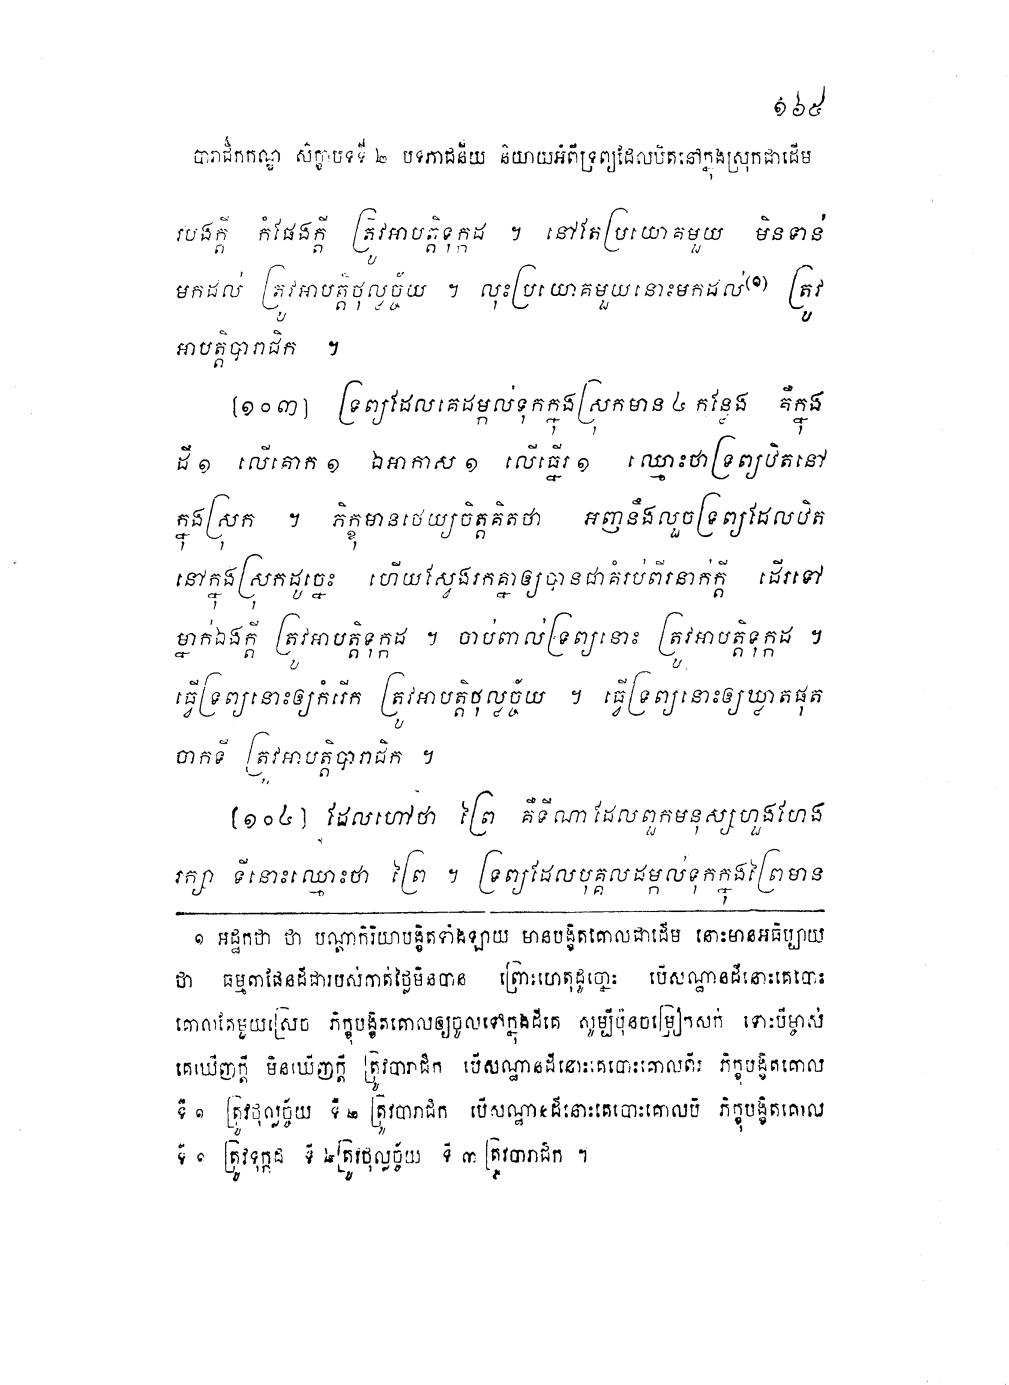 ១៦៥
បារាជិកកណ្ឌ សិក្ខាបទទី ២ បទភាជនីយ និយាយអំពីទ្រព្យដែលឋិតនៅក្នុងស្រុកជាដើម
របងក្តី កំផែងក្តី ត្រូវអាបត្តិទុក្កដ ។ នៅតែប្រយោគមួយ មិនទាន់
មកដល់ ត្រូវអាបត្តិថុល្លច្ច័យ ។ លុះប្រយោគមួយនោះមកដល់(១) ត្រូវ
អាបត្តិបារាជិក ។
[១០៣] ទ្រព្យដែលគេដម្កល់ទុកក្នុងស្រុកមាន ៤ កន្លែង គឺក្នុង
ដី ១ លើគោក ១ ឯអាកាស ១ លើធ្នើរ ១ ឈ្មោះថាទ្រព្យឋិតនៅ
ក្នុងស្រុក ។ ភិក្ខុមានថេយ្យចិត្តគិតថា អញនឹងលួចទ្រព្យដែលឋិត
នៅក្នុងស្រុកដូច្នេះ ហើយស្វែងរកគ្នាឲ្យបានជាគំរប់ពីរនាក់ក្តី ដើរទៅ
ម្នាក់ឯងក្តី ត្រូវអាបត្តិទុក្កដ ។ ចាប់ពាល់ទ្រព្យនោះ ត្រូវអាបត្តិទុក្កដ ។
ធ្វើទ្រព្យនោះឲ្យកំរើក ត្រូវអាបត្តិថុល្លច្ច័យ ។ ធ្វើទ្រព្យនោះឲ្យឃ្លាតផុត
ចាកទី ត្រូវអាបត្តិបារាជិក ។
[១០៤] ដែលហៅថា ព្រៃ គឺទីណាដែលពួកមនុស្សហួងហែង
រក្សា ទីនោះឈ្មោះថា ព្រៃ ។ ទ្រព្យដែលបុគ្គលដម្កល់ទុកក្នុងព្រៃមាន
១ អដ្ឋកថា ថា បណ្តាកិរិយាបង្ខិតទាំងឡាយ មានបង្ខិតគោលជាដើម នោះមានអធិប្បាយ
ថា ធម្មតាផែនដីជារបស់កាត់ថ្លៃមិនបាន ព្រោះហេតុដូច្នោះ បើសណ្ឋានដីនោះគេបោះ
គោលតែមួយស្រេច ភិក្ខុបង្ខិតគោលឲ្យចូលទៅក្នុងដីគេ សូម្បីប៉ុនចម្រៀកសក់ ទោះបីម្ចាស់
គេឃើញក្តី មិនឃើញក្តី ត្រូវបារាជិក បើសណ្ឋានដីនោះគេបោះគោលពីរ ភិក្ខុបង្ខិតគោល
ទី ១ ត្រូវថុល្លច្ច័យ ទី ២ ត្រូវបារាជិក បើសណ្ឋានដីនោះគេបោះគោលបី ភិក្ខុបង្ខិតគោល
ទី ១ ត្រូវទុក្កដ ទី ២ ត្រូវថុល្លច្ច័យ ទី ៣ ត្រូវបារាជិក ។